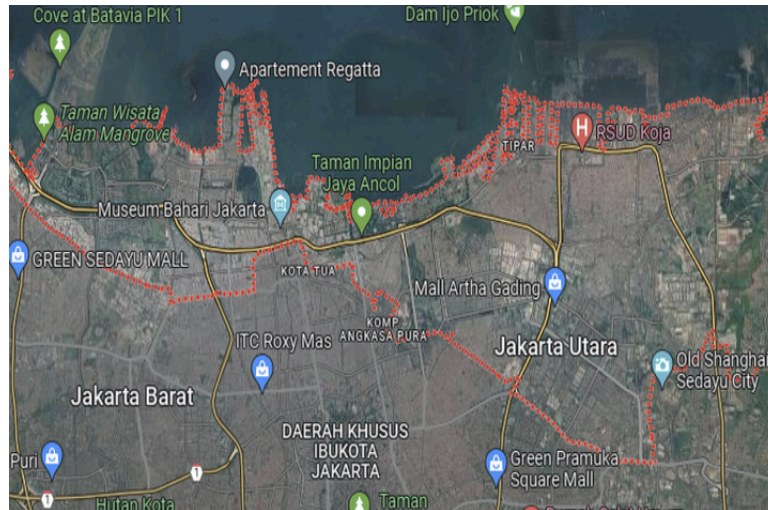 Cove at Batavia PIK 1
Dam Ijo Priok
Apartement Regatta
Taman Wisata
Alam Mangrove
RSUD Koja
TIPAR
Taman Impian
Jaya Ancol
Museum Bahari Jakarta
GREEN SEDAYU MALL
KOTA TUA
Mall Artha Gading
KOMP
ANGKASA PURA
ITC Roxy Mas
Jakarta Utara
Old Shanghai
Sedayu City
Jakarta Barat
DAERAH KHUSUS
IBUKOTA
JAKARTA
Puri
Green Pramuka
Square Mall
1
1
Hutan Kota
Taman